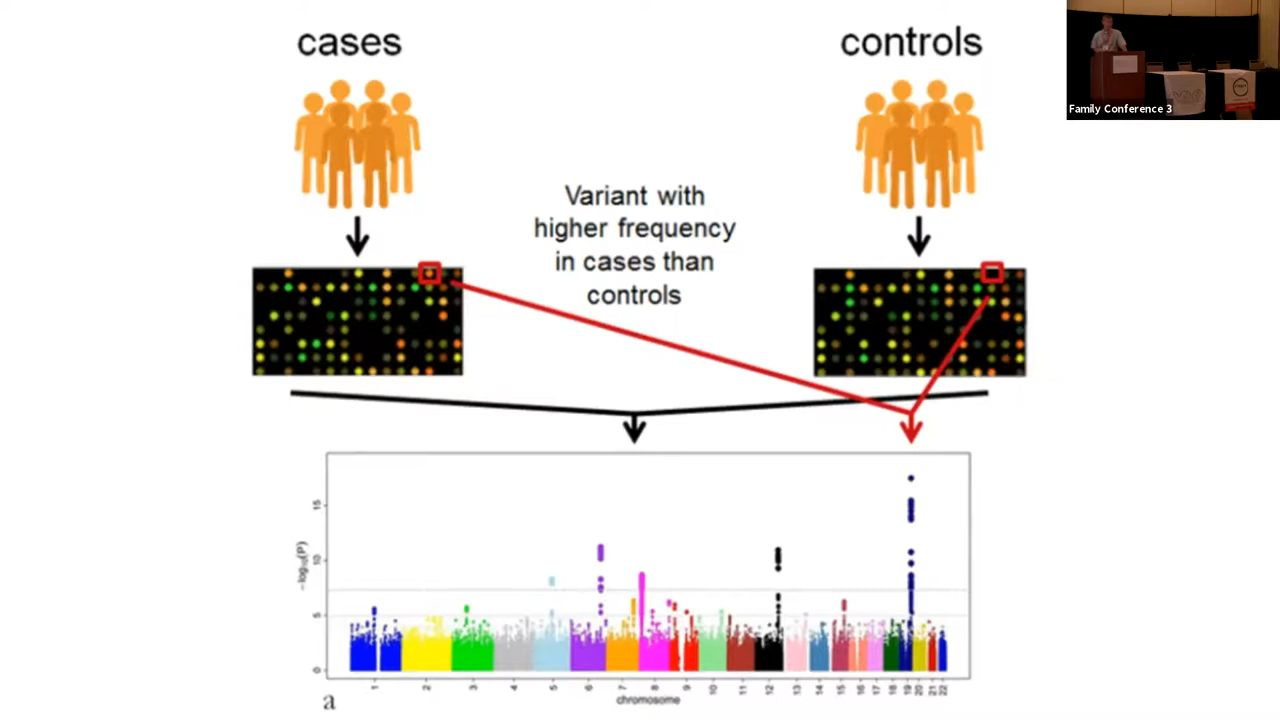 cases
controls
Family Conference 3
Variant with
higher frequency
in cases than
controls
-log₁₀(P)
15
10
5
0
1 2 3 4 5 6 7 8 9 10 11 12 13 14 15 16 17 18 19 20 21 22
chromosome
a